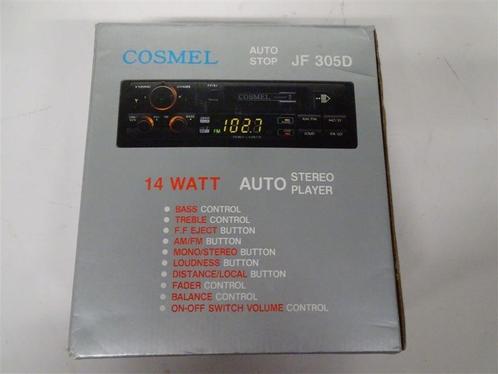 COSMEL
AUTO
STOP
JF 305D
COSMEL
FM 102.7
14 WATT
AUTO
STEREO
PLAYER
BASS CONTROL
TREBLE CONTROL
F.F EJECT BUTTON
AM/FM BUTTON
MONO/STEREO BUTTON
LOUDNESS BUTTON
DISTANCE/LOCAL BUTTON
FADER CONTROL
BALANCE CONTROL
ON-OFF SWITCH VOLUME CONTROL